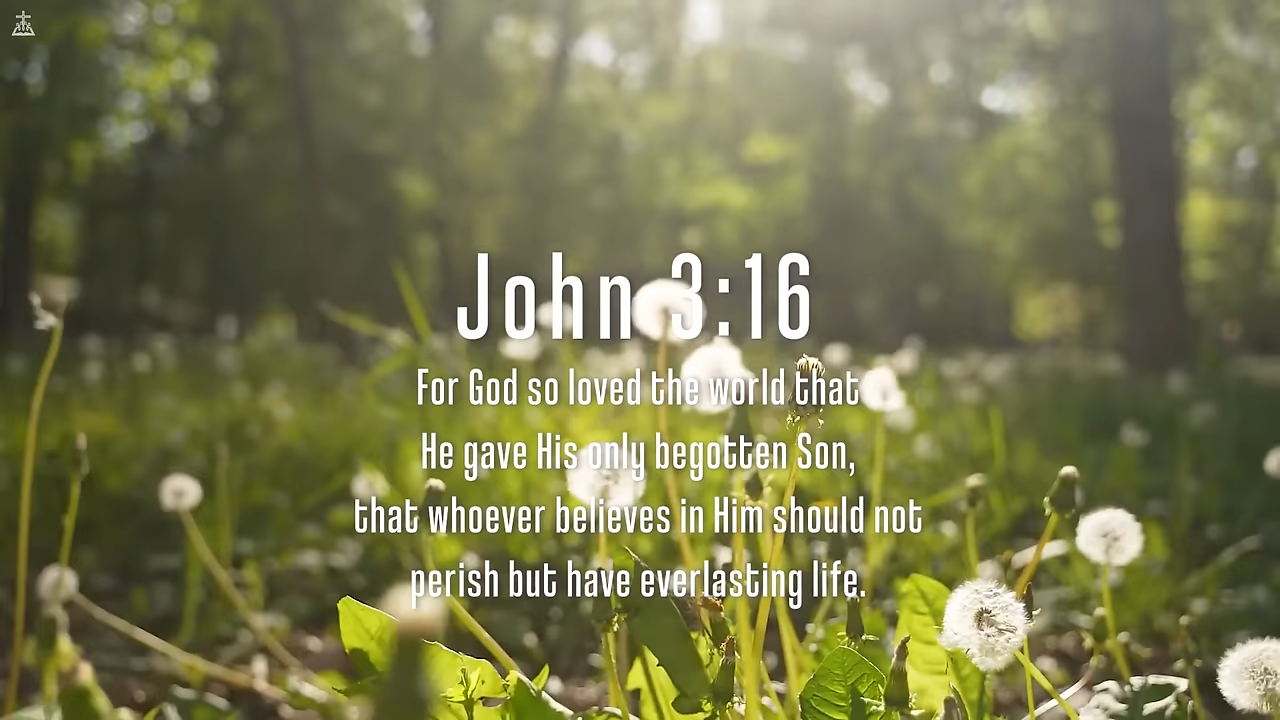 John 3:16
For God so loved the world that
He gave His only begotten Son,
that whoever believes in Him should not
perish but have everlasting life.